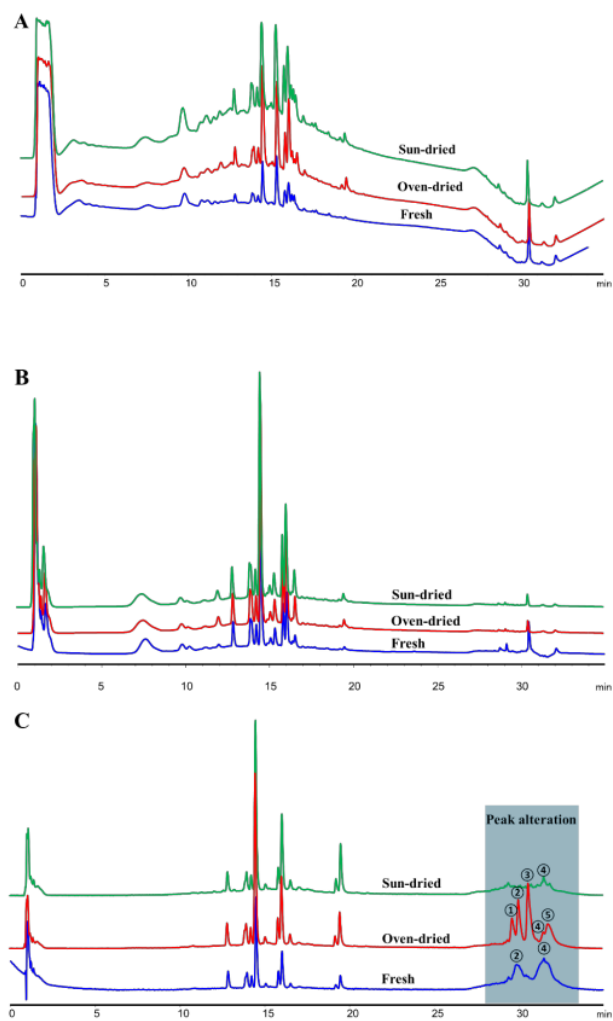 A
Sun-dried
Oven-dried
Fresh
0 5 10 15 20 25 30 min
B
Sun-dried
Oven-dried
Fresh
0 5 10 15 20 25 30 min
C
Peak alteration
③
Sun-dried ④
②
① ④ ⑤
Oven-dried
② ④
Fresh
0 5 10 15 20 25 30 min